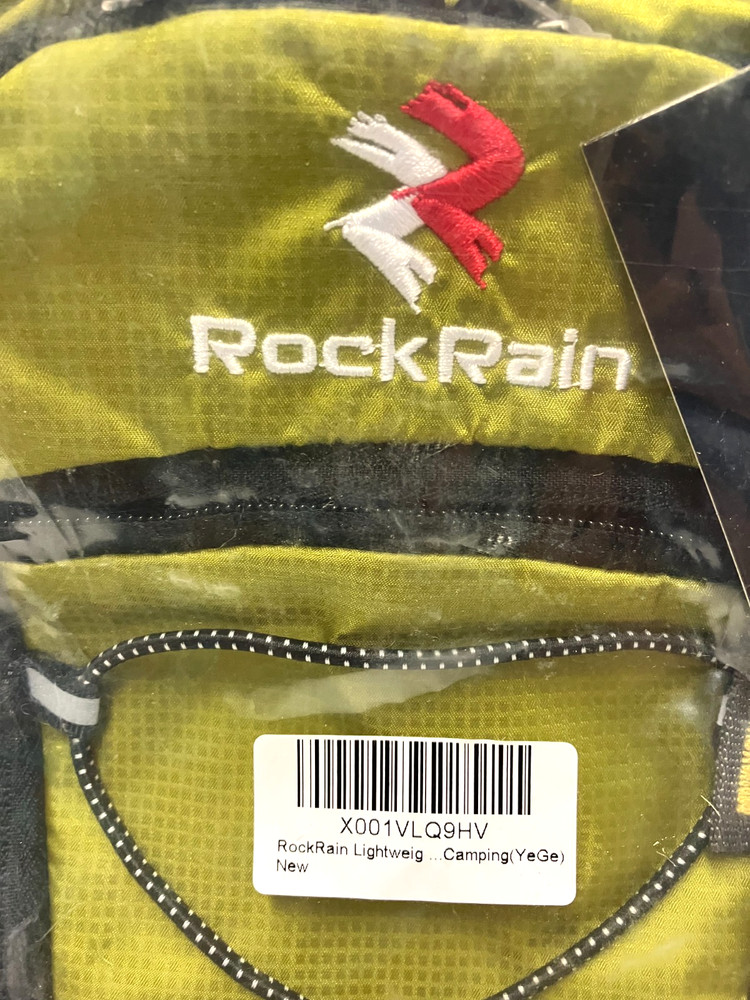 RockRain
X001VLQ9HV
RockRain Lightweig ...Camping(YeGe)
New